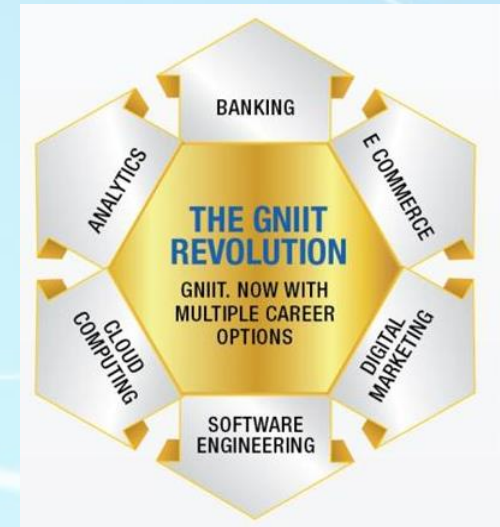 BANKING
E COMMERCE
DIGITAL
MARKETING
SOFTWARE
ENGINEERING
CLOUD
COMPUTING
ANALYTICS
THE GNIIT
REVOLUTION
GNIIT. NOW WITH
MULTIPLE CAREER
OPTIONS